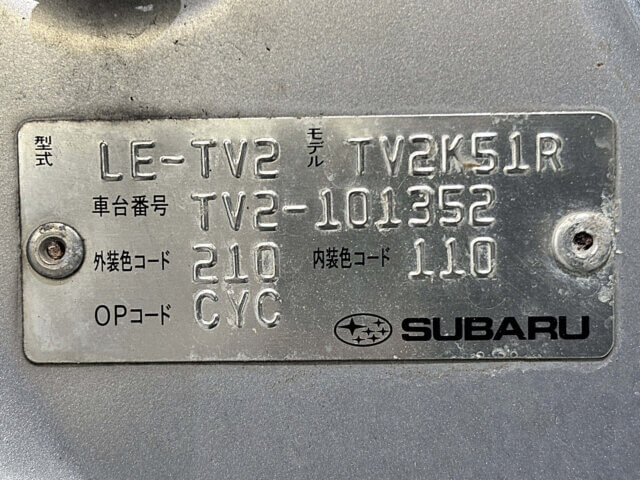 型式 LE-TV2 モデル TV2K51R
車台番号 TV2-101352
外装色コード 210 内装色コード 110
OPコード CYC SUBARU